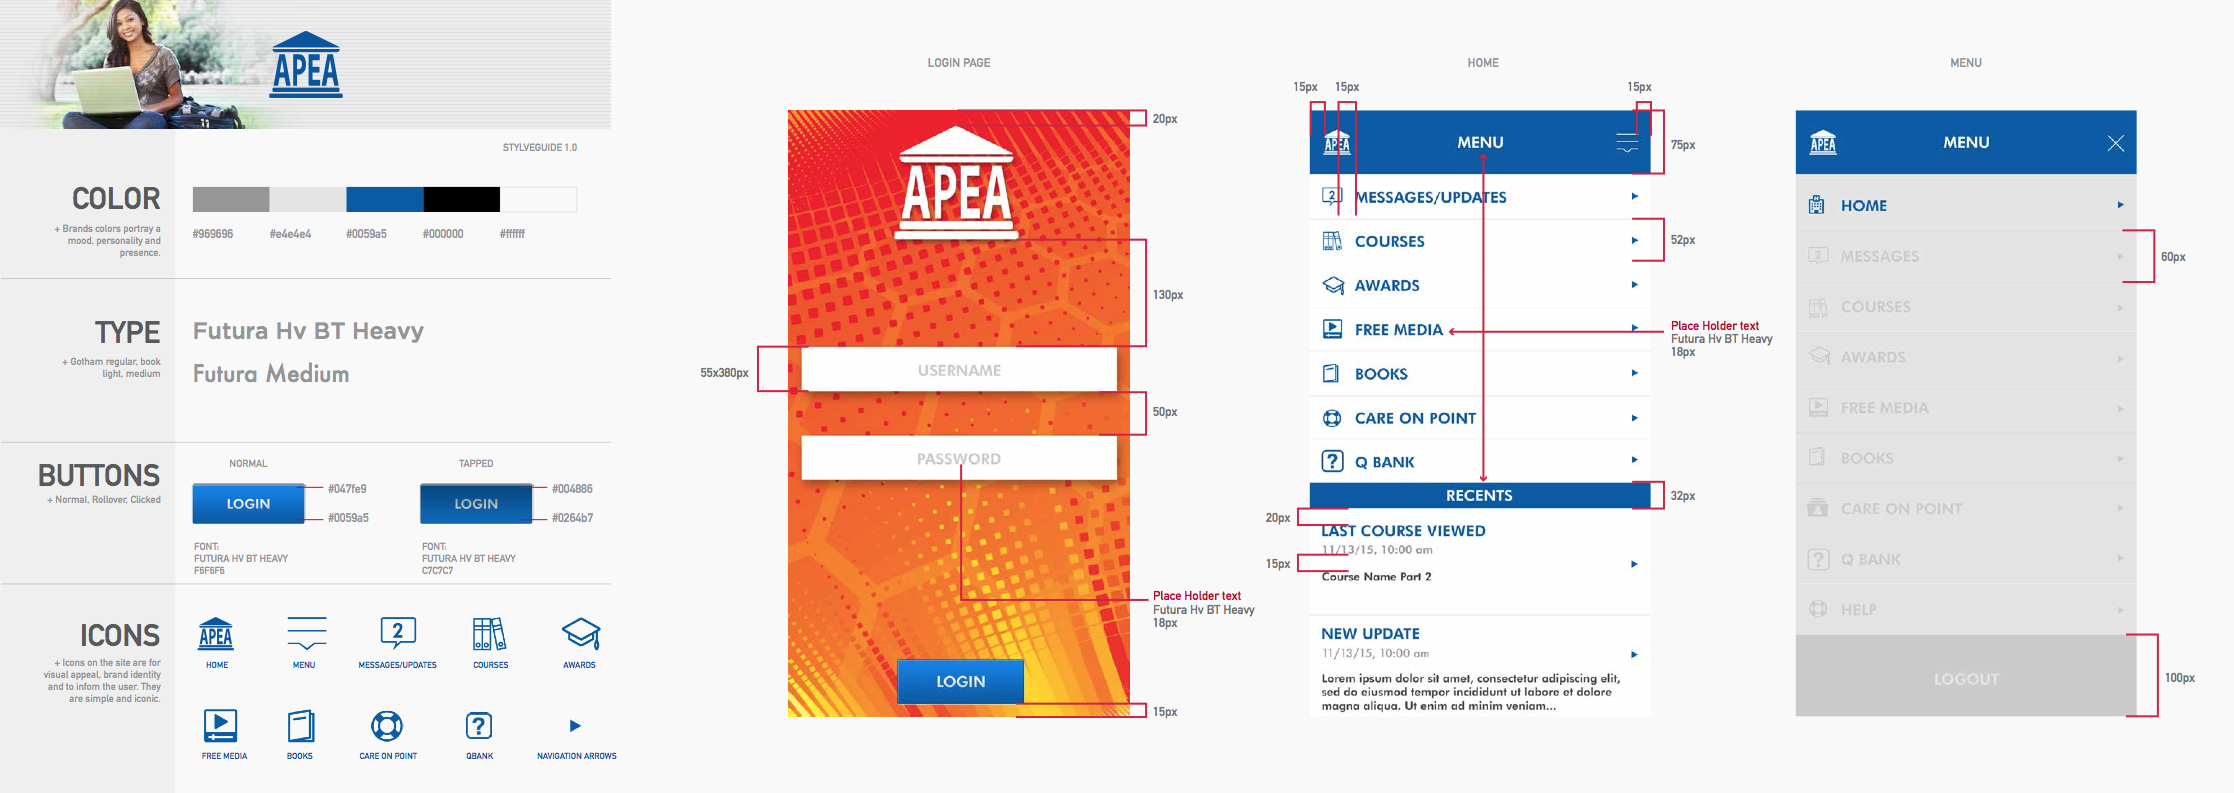 APEA
STYLVEGUIDE 1.0
COLOR
+ Brands colors portray a
mood, personality and
presence.
#969696
#e4e4e4
#0059a5
#000000
#ffffff
TYPE
+ Gotham regular, book
light, medium
Futura Hv BT Heavy
Futura Medium
BUTTONS
+ Normal, Rollover, Clicked
NORMAL
LOGIN
#047fe9
#0059a5
FONT:
FUTURA HV BT HEAVY
F6F6F6
TAPPED
LOGIN
#004886
#0264b7
FONT:
FUTURA HV BT HEAVY
C7C7C7
ICONS
+ Icons on the site are for
visual appeal, brand identity
and to inform the user. They
are simple and iconic.
APEA
HOME
MENU
2
MESSAGES/UPDATES
COURSES
AWARDS
FREE MEDIA
BOOKS
CARE ON POINT
?
QBANK
NAVIGATION ARROWS
LOGIN PAGE
20px
APEA
130px
55x380px
USERNAME
50px
PASSWORD
Place Holder text
Futura Hv BT Heavy
18px
LOGIN
15px
HOME
15px
15px
15px
APEA
MENU
75px
2
MESSAGES/UPDATES
COURSES
52px
AWARDS
FREE MEDIA
Place Holder text
Futura Hv BT Heavy
18px
BOOKS
CARE ON POINT
?
Q BANK
RECENTS
32px
20px
LAST COURSE VIEWED
11/13/15, 10:00 am
15px
Course Name Part 2
NEW UPDATE
11/13/15, 10:00 am
Lorem ipsum dolor sit amet, consectetur adipiscing elit,
sed do eiusmod tempor incididunt ut labore et dolore
magna aliqua. Ut enim ad minim veniam...
MENU
APEA
MENU
HOME
2
MESSAGES
60px
COURSES
AWARDS
FREE MEDIA
BOOKS
CARE ON POINT
?
Q BANK
HELP
LOGOUT
100px